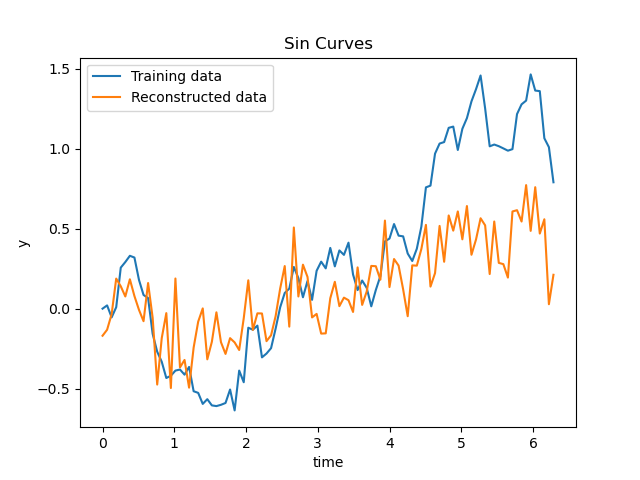 Sin Curves
Training data
Reconstructed data
1.5
1.0
0.5
0.0
−0.5
y
0 1 2 3 4 5 6
time